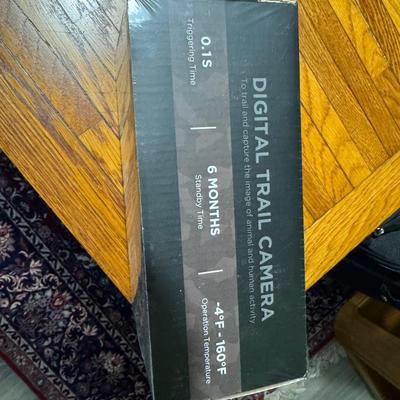 DIGITAL TRAIL CAMERA
To trail and capture the image of animal and human activity.
0.1S
Triggering Time
6 MONTHS
Standby Time
-4°F - 160°F
Operation Temperature